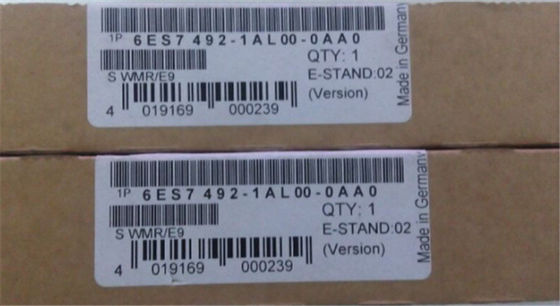 1P 6ES7 492-1AL00-0AA0
QTY: 1
S WMR/E9
E-STAND:02
(Version)
4 019169 000239
Made in Germany
1P 6ES7 492-1AL00-0AA0
QTY: 1
S WMR/E9
E-STAND:02
(Version)
4 019169 000239
Made in Germany